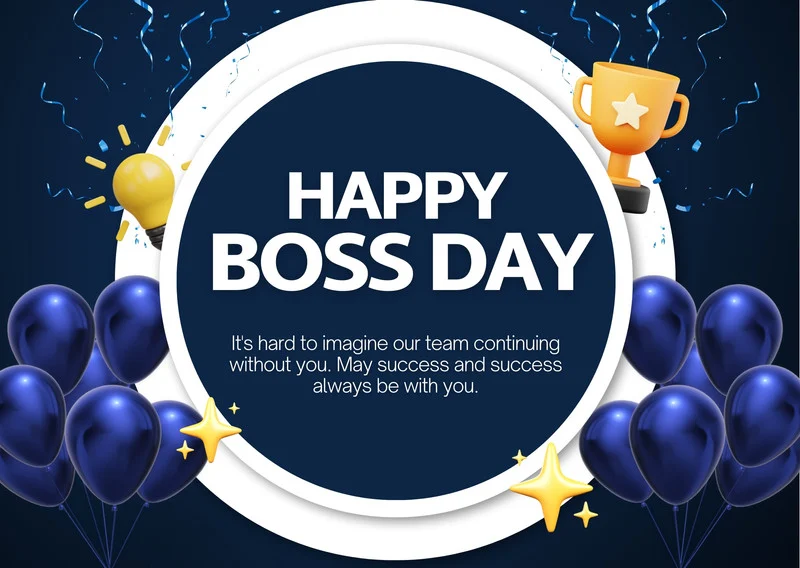 HAPPY
BOSS DAY
It's hard to imagine our team continuing
without you. May success and success
always be with you.